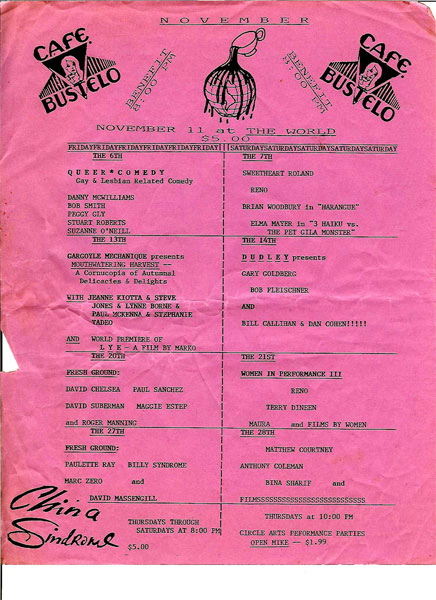 NOVEMBER
CAFE
BUSTELO
BENEFIT
8:00 PM
BENEFIT
8:00 PM
CAFE
BUSTELO
NOVEMBER 11 at THE WORLD
$5.00
FRIDAYFRIDAYFRIDAYFRIDAYFRIDAYFRIDAY
THE 6TH
QUEER*COMEDY
Gay & Lesbian Related Comedy
DANNY MCWILLIAMS
BOB SMITH
PEGGY GLY
STUART ROBERTS
SUZANNE O'NEILL
THE 13TH
GARGOYLE MECHANIQUE presents
MOUTHWATERING HARVEST --
A Cornucopia of Autumnal
Delicacies & Delights
WITH JEANNE KIOTTA & STEVE
JONES & LYNNE BORNE &
PAUL MCKENNA & STEPHANIE
VADEO
AND WORLD PREMIERE OF
LYE - A FILM BY MARKO
THE 20TH
FRESH GROUND:
DAVID CHELSEA PAUL SANCHEZ
DAVID SUBERMAN MAGGIE ESTEP
and ROGER MANNING
THE 27TH
FRESH GROUND:
PAULETTE RAY BILLY SYNDROME
MARC ZERO and
DAVID MASSENGILL
SATURDAYSATURDAYSATURDAYSATURDAYSATURDAY
THE 7TH
SWEETHEART ROLAND
RENO
BRIAN WOODBURY in "HARANGUE"
ELMA MAYER in "3 HAIKU vs.
THE PET GILA MONSTER"
THE 14TH
DUDLEY presents
GARY GOLDBERG
BOB FLEISCHNER
AND
BILL CALLIHAN & DAN COHEN!!!!!
THE 21ST
WOMEN IN PERFORMANCE III
RENO
TERRY DINEEN
MAURA and FILMS BY WOMEN
THE 28TH
MATTHEW COURTNEY
ANTHONY COLEMAN
BINA SHARIF and
FILMSSSSSSSSSSSSSSSSSSSSSSSSSS
China
Sindrome
THURSDAYS THROUGH
SATURDAYS AT 8:00 PM
$5.00
THURSDAYS at 10:00 PM
CIRCLE ARTS PEFORMANCE PARTIES
OPEN MIKE -- $1.99